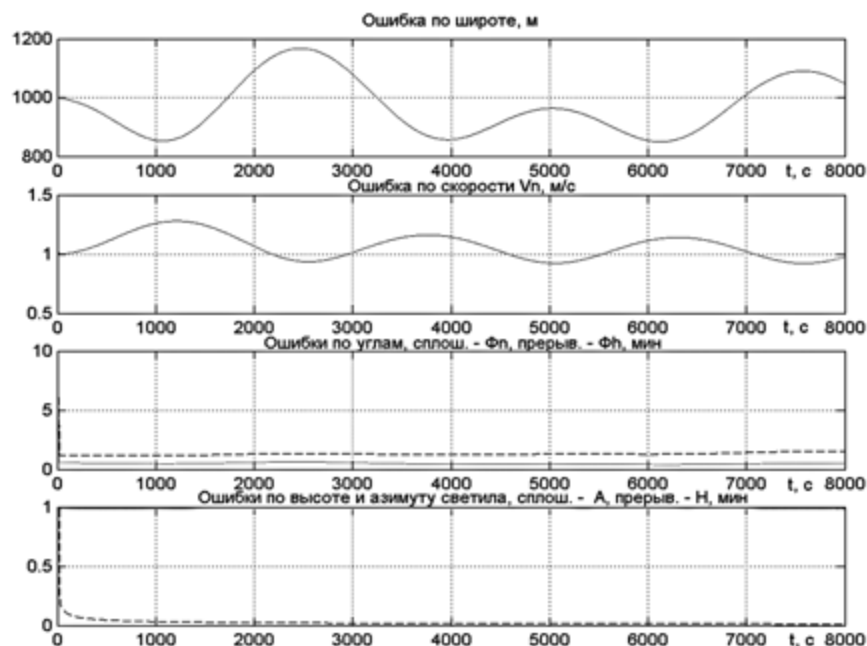 Ошибка по широте, м
1200
1000
800
0 1000 2000 3000 4000 5000 6000 7000 t, с 8000
Ошибка по скорости Vn, м/с
1.5
1
0.5
0 1000 2000 3000 4000 5000 6000 7000 t, с 8000
Ошибки по углам, сплош. - Фn, прерыв. - Фh, мин
10
5
0
0 1000 2000 3000 4000 5000 6000 7000 t, с 8000
Ошибки по высоте и азимуту светила, сплош. - А, прерыв. - Н, мин
1
0.5
0
0 1000 2000 3000 4000 5000 6000 7000 t, с 8000